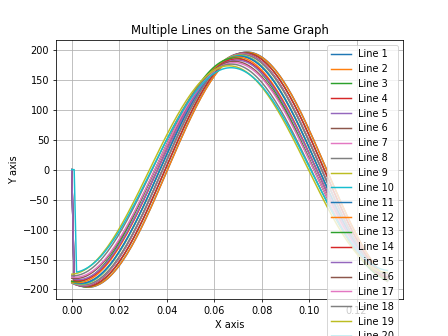 Multiple Lines on the Same Graph
200
150
100
50
0
−50
−100
−150
−200
Y axis
0.00
0.02
0.04
0.06
0.08
0.10
X axis
Line 1
Line 2
Line 3
Line 4
Line 5
Line 6
Line 7
Line 8
Line 9
Line 10
Line 11
Line 12
Line 13
Line 14
Line 15
Line 16
Line 17
Line 18
Line 19
Line 20